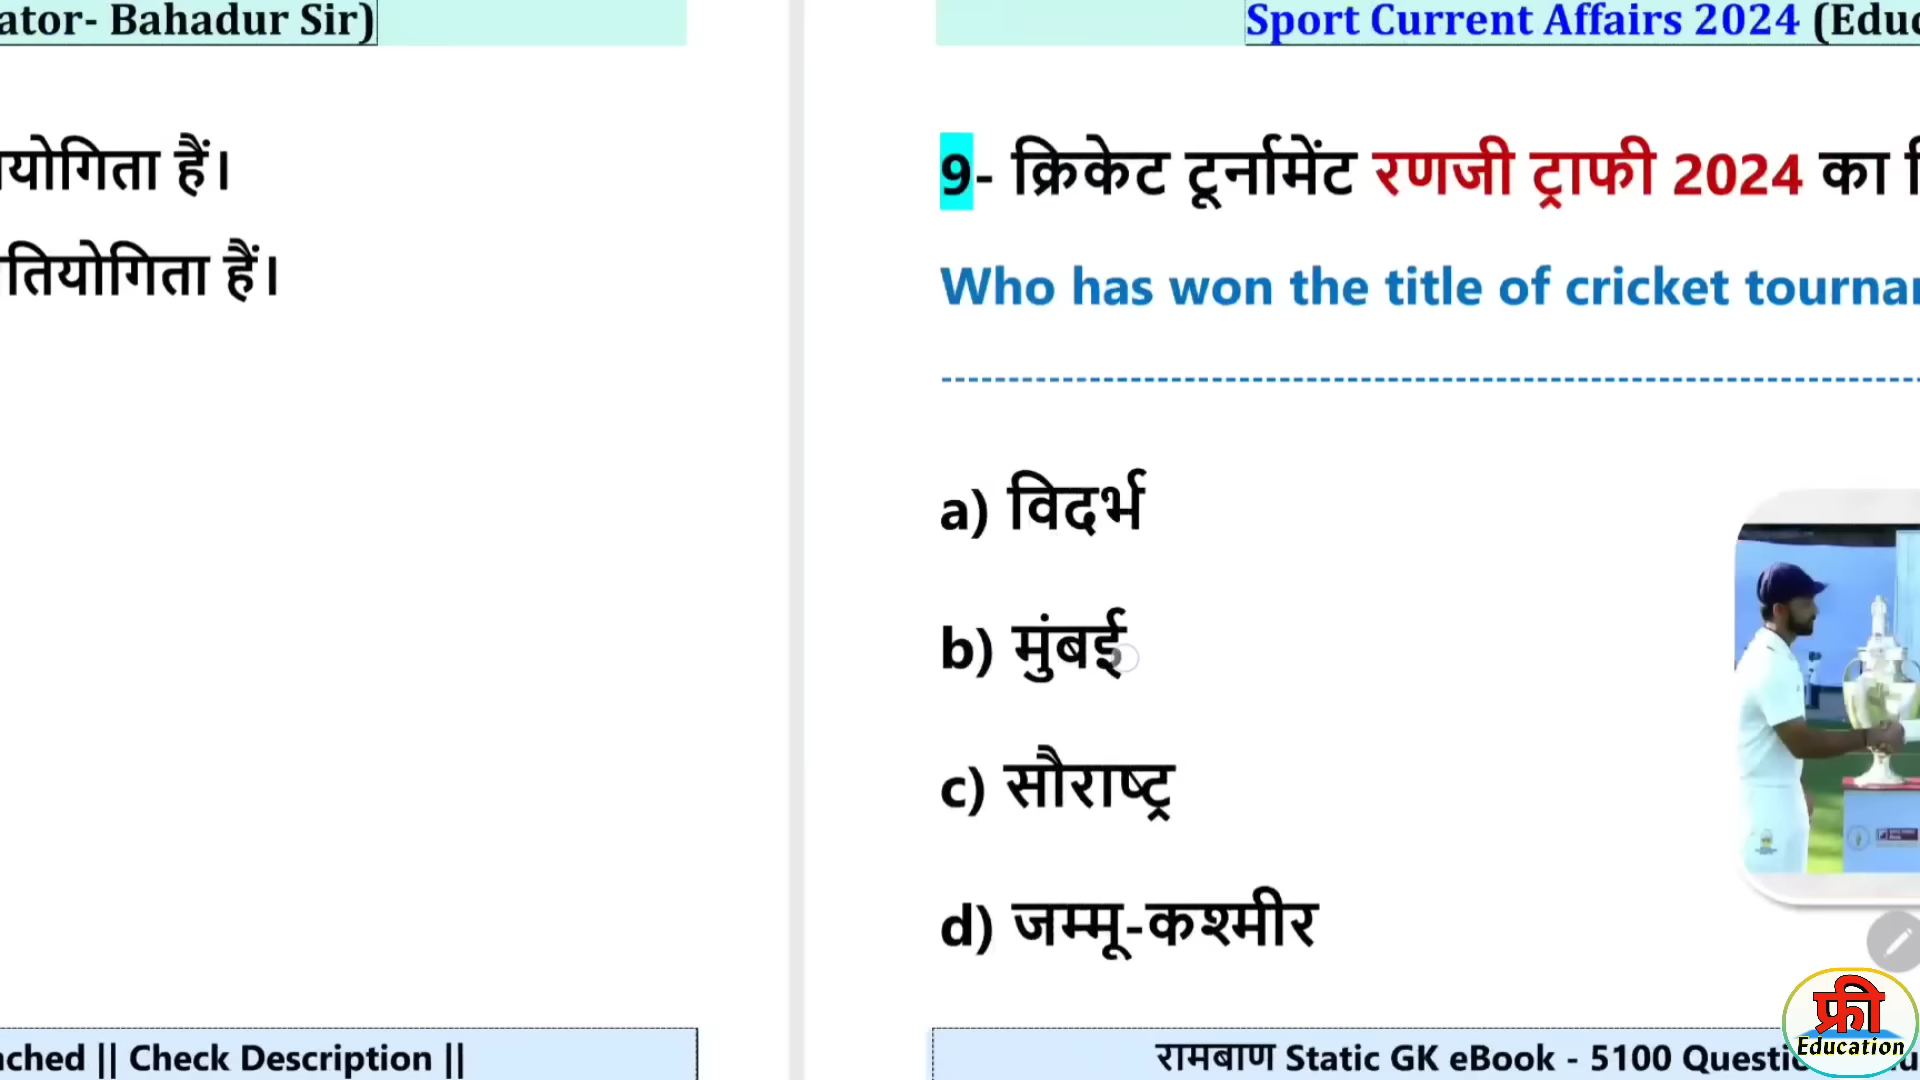 ator- Bahadur Sir)
योगिता हैं।
तियोगिता हैं।
ached || Check Description ||
Sport Current Affairs 2024 (Educ
9- क्रिकेट टूर्नामेंट रणजी ट्राफी 2024 का
Who has won the title of cricket tourna
a) विदर्भ
b) मुंबई
c) सौराष्ट्र
d) जम्मू-कश्मीर
रामबाण Static GK eBook - 5100 Questi
फ्री
Education